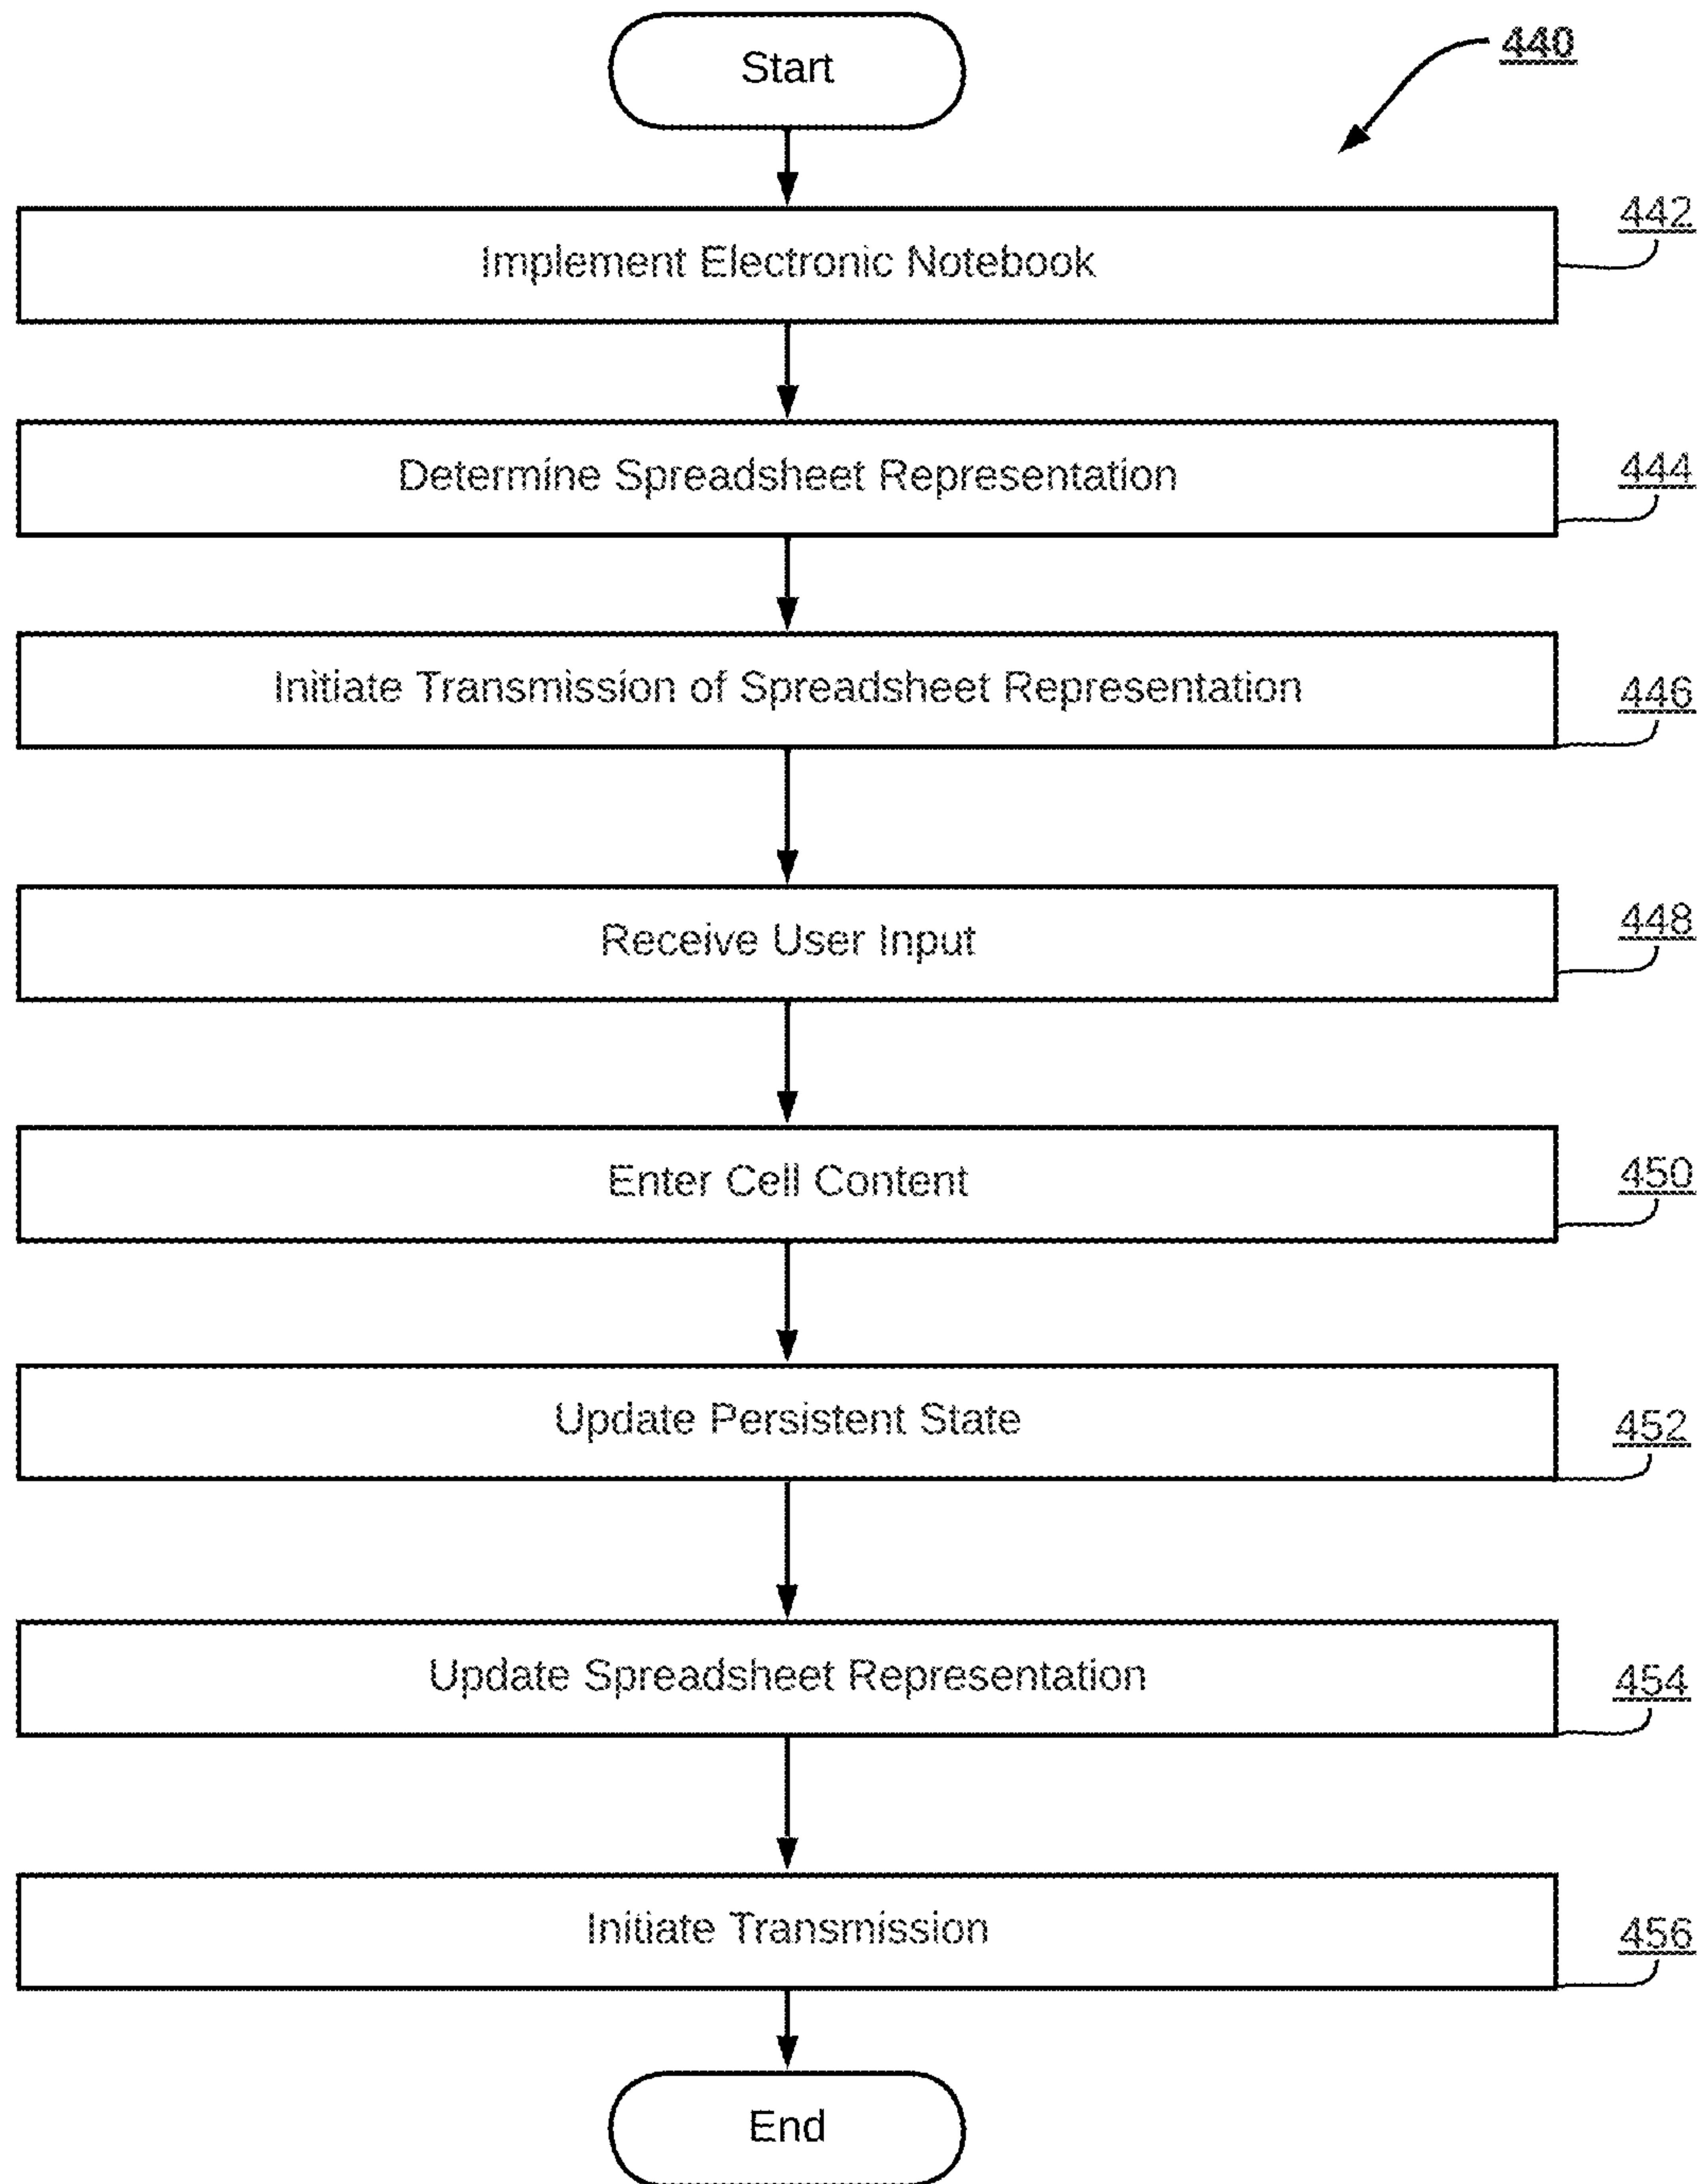 Start
440
Implement Electronic Notebook
442
Determine Spreadsheet Representation
444
Initiate Transmission of Spreadsheet Representation
446
Receive User Input
448
Enter Cell Content
450
Update Persistent State
452
Update Spreadsheet Representation
454
Initiate Transmission
456
End